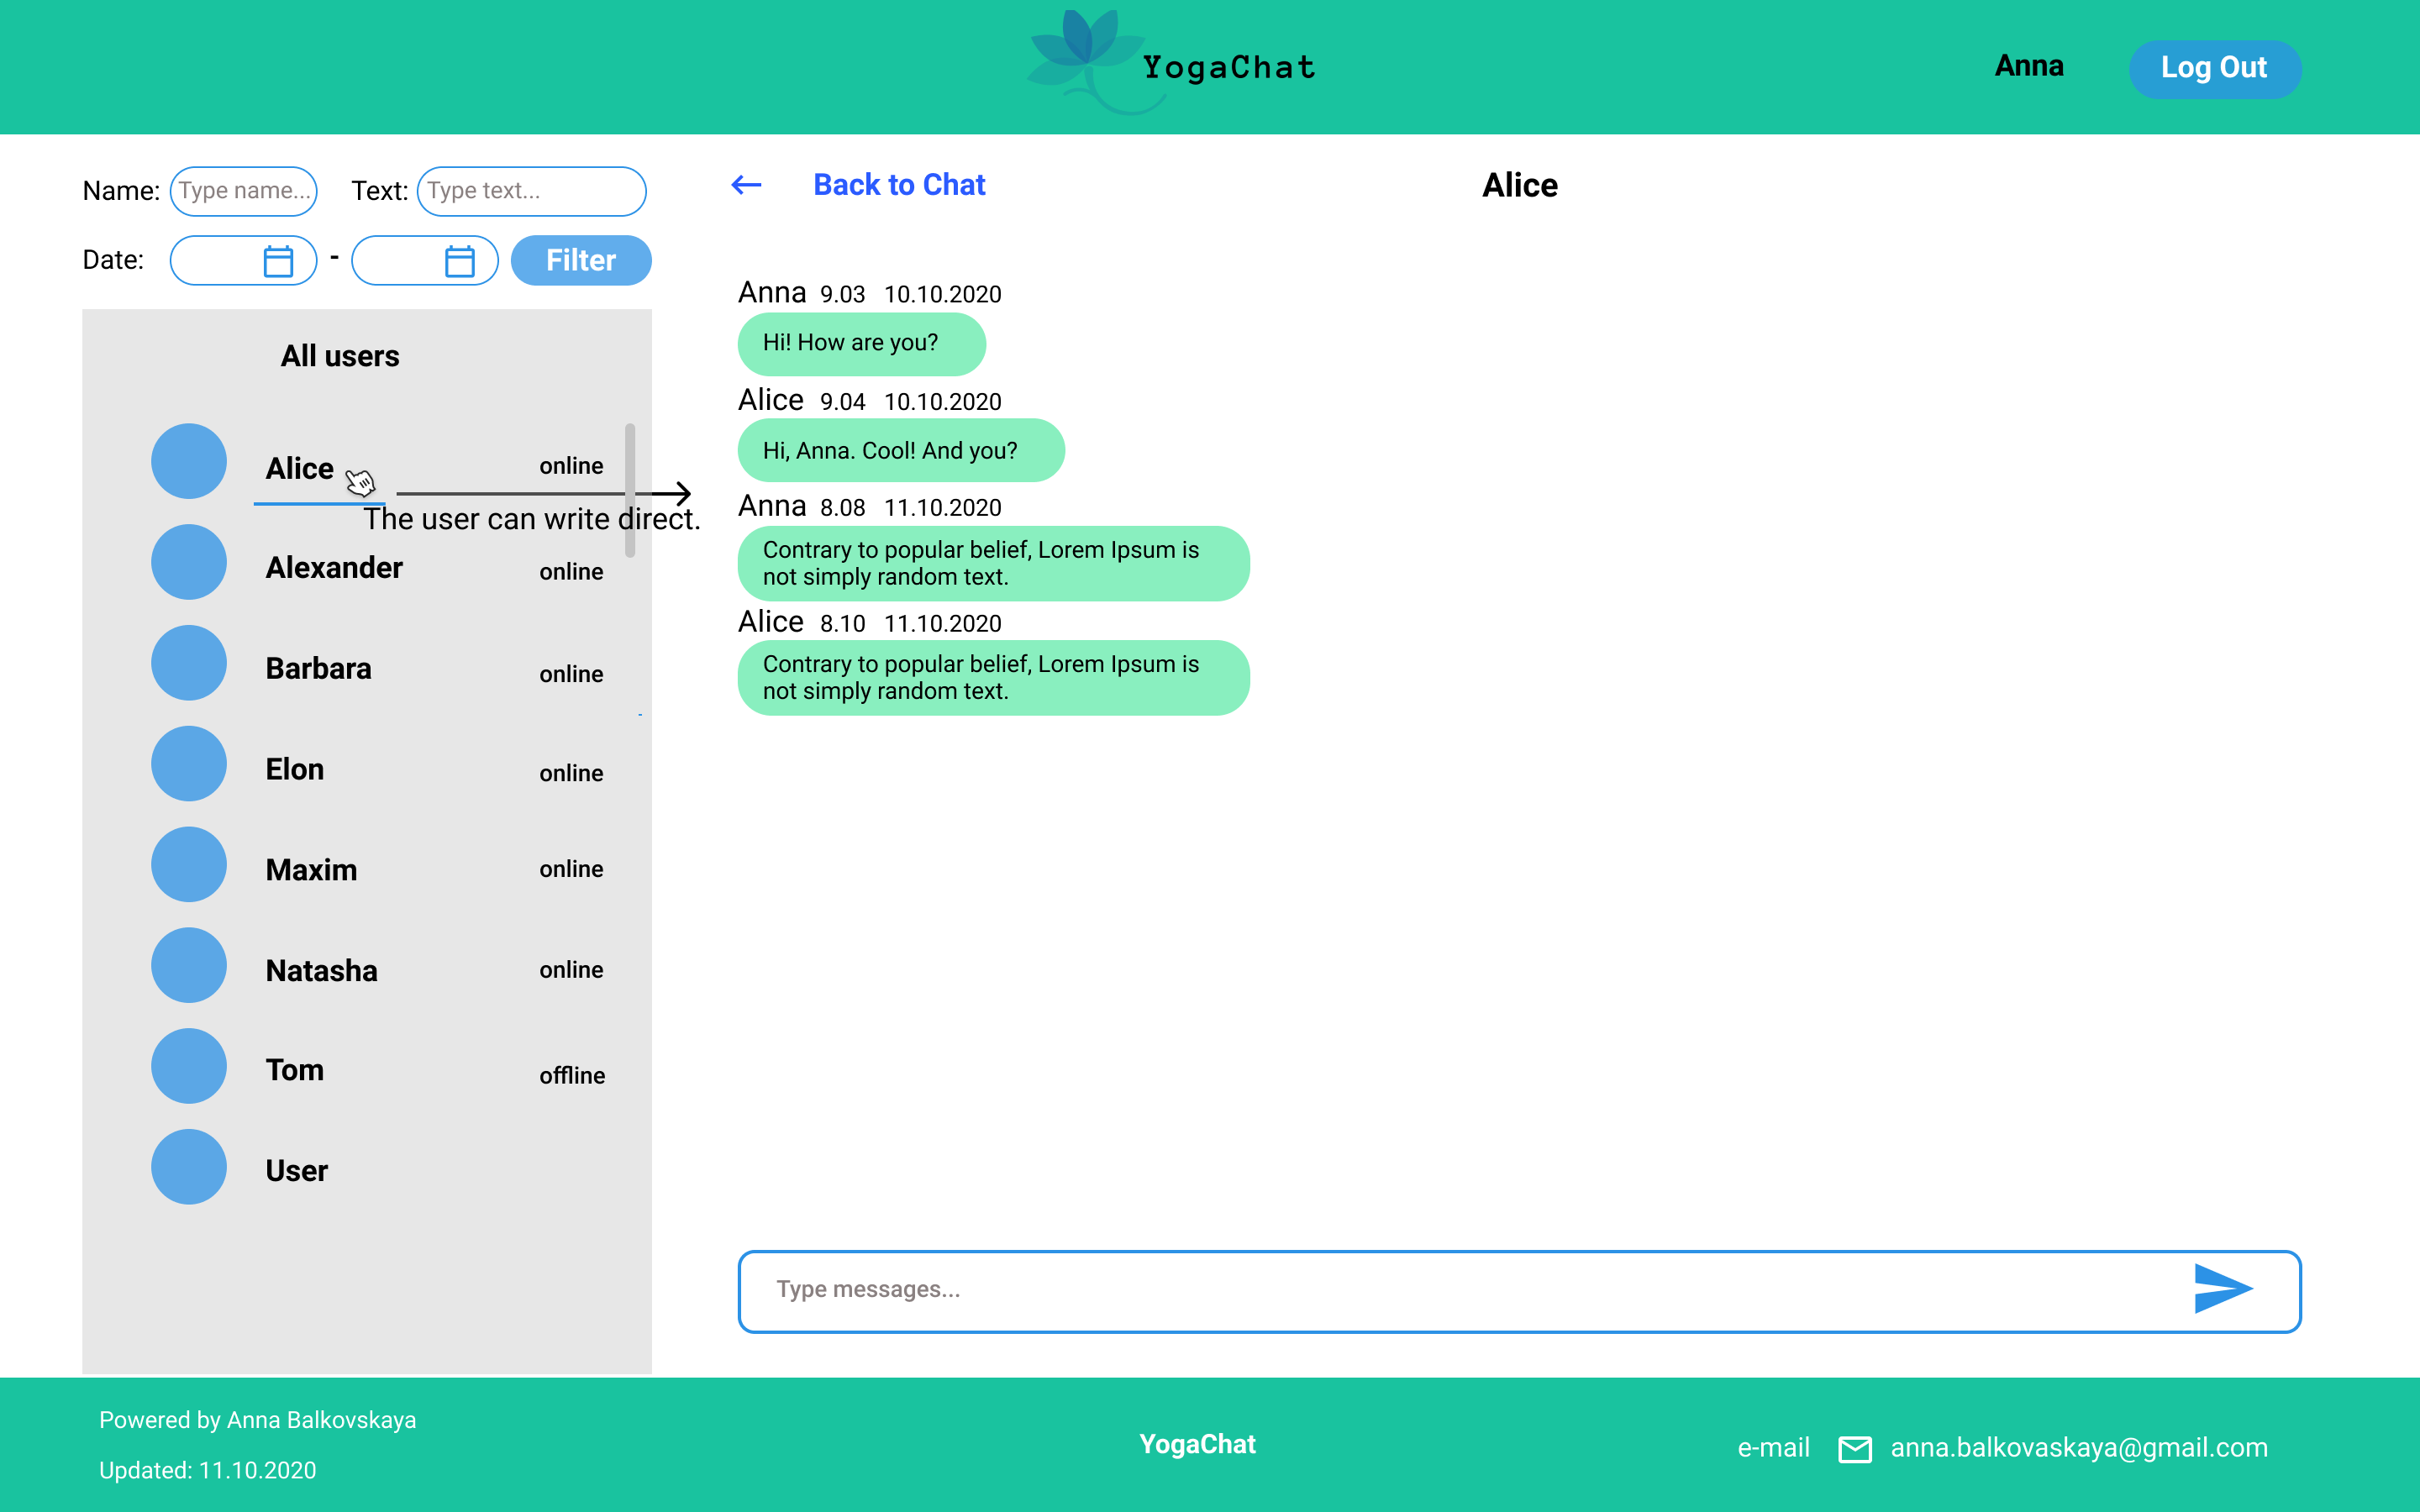 YogaChat
Anna
Log Out
Name: Type name... Text: Type text...
Date: - Filter
All users
Alice online
The user can write direct.
Alexander online
Barbara online
Elon online
Maxim online
Natasha online
Tom offline
User
Back to Chat
Alice
Anna 9.03 10.10.2020
Hi! How are you?
Alice 9.04 10.10.2020
Hi, Anna. Cool! And you?
Anna 8.08 11.10.2020
Contrary to popular belief, Lorem Ipsum is
not simply random text.
Alice 8.10 11.10.2020
Contrary to popular belief, Lorem Ipsum is
not simply random text.
Type messages...
Powered by Anna Balkovskaya
Updated: 11.10.2020
YogaChat
e-mail anna.balkovaskaya@gmail.com